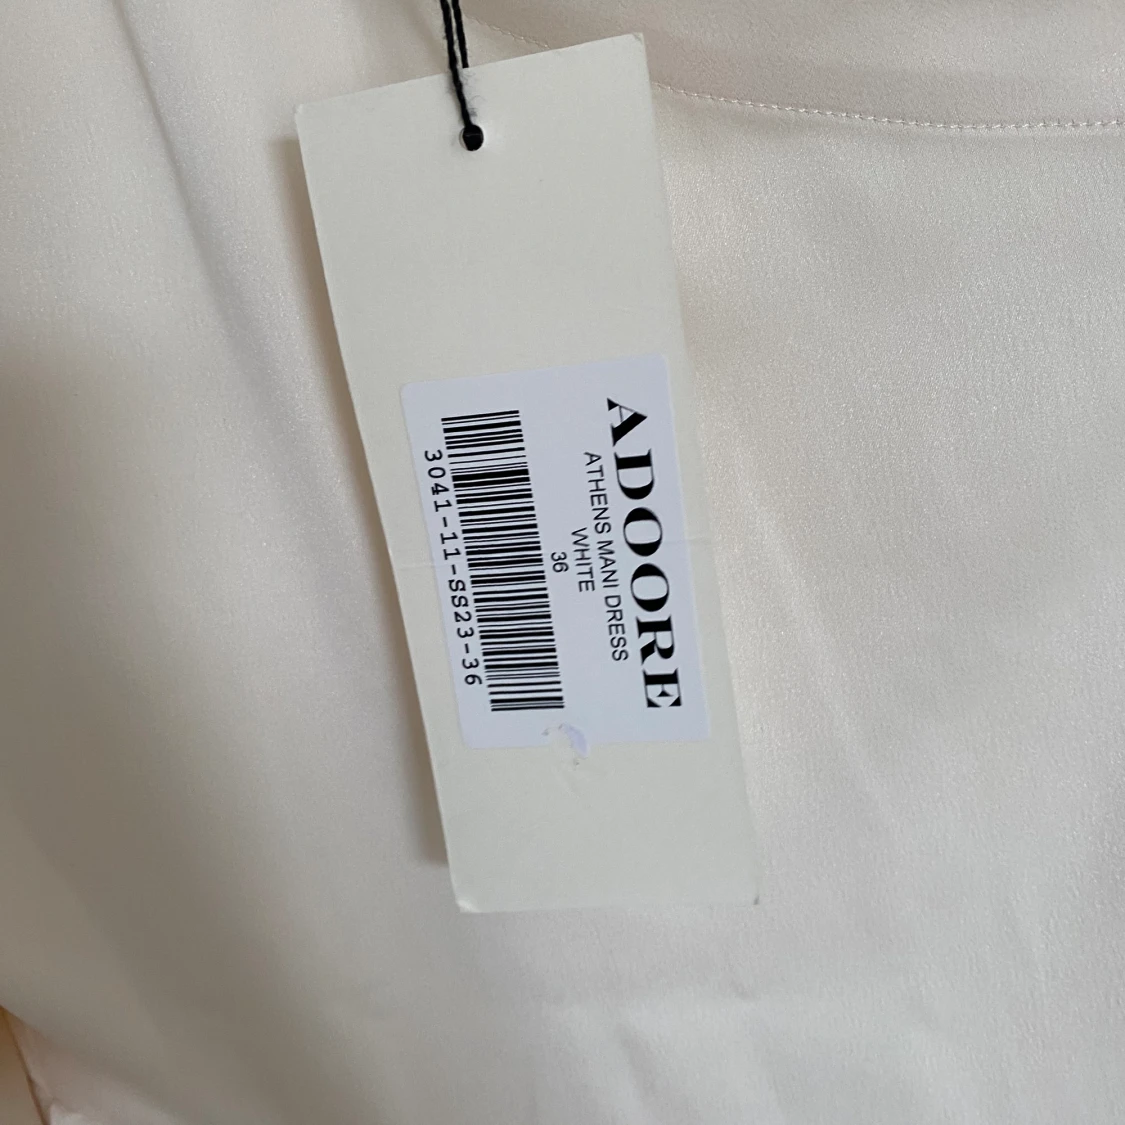 ADOORE
ATHENS MANI DRESS
WHITE
36
3041-11-SS23-36